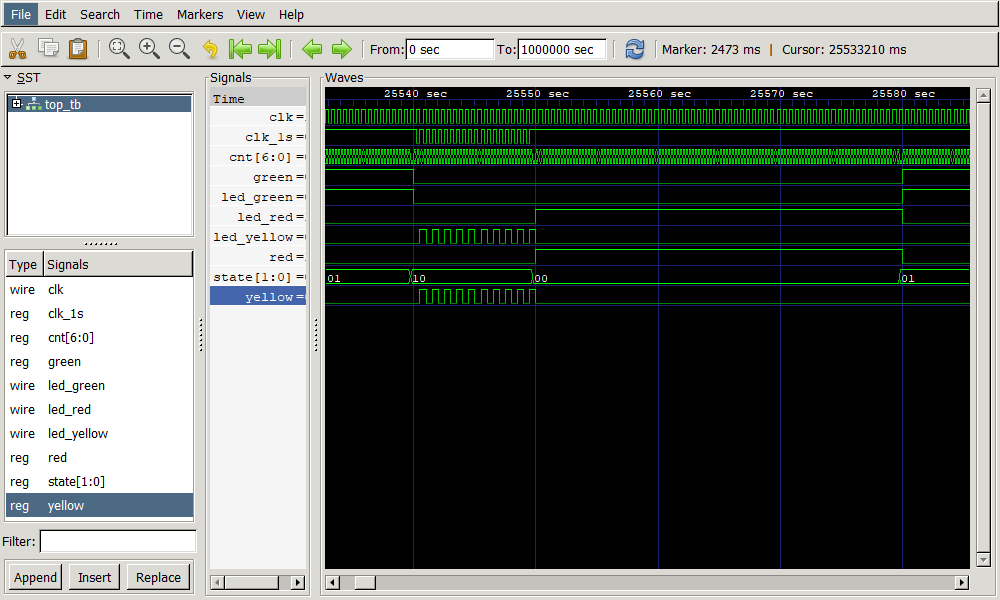 File Edit Search Time Markers View Help
From: 0 sec To: 1000000 sec Marker: 2473 ms | Cursor: 25533210 ms
SST
top_tb
Type Signals
wire clk
reg clk_1s
reg cnt[6:0]
reg green
wire led_green
wire led_red
wire led_yellow
reg red
reg state[1:0]
reg yellow
Filter:
Append Insert Replace
Signals
Time
clk =
clk_1s =
cnt[6:0] =
green =
led_green =
led_red =
led_yellow =
red =
state[1:0] =
yellow =
Waves
25540 sec 25550 sec 25560 sec 25570 sec 25580 sec
01 10 00 01